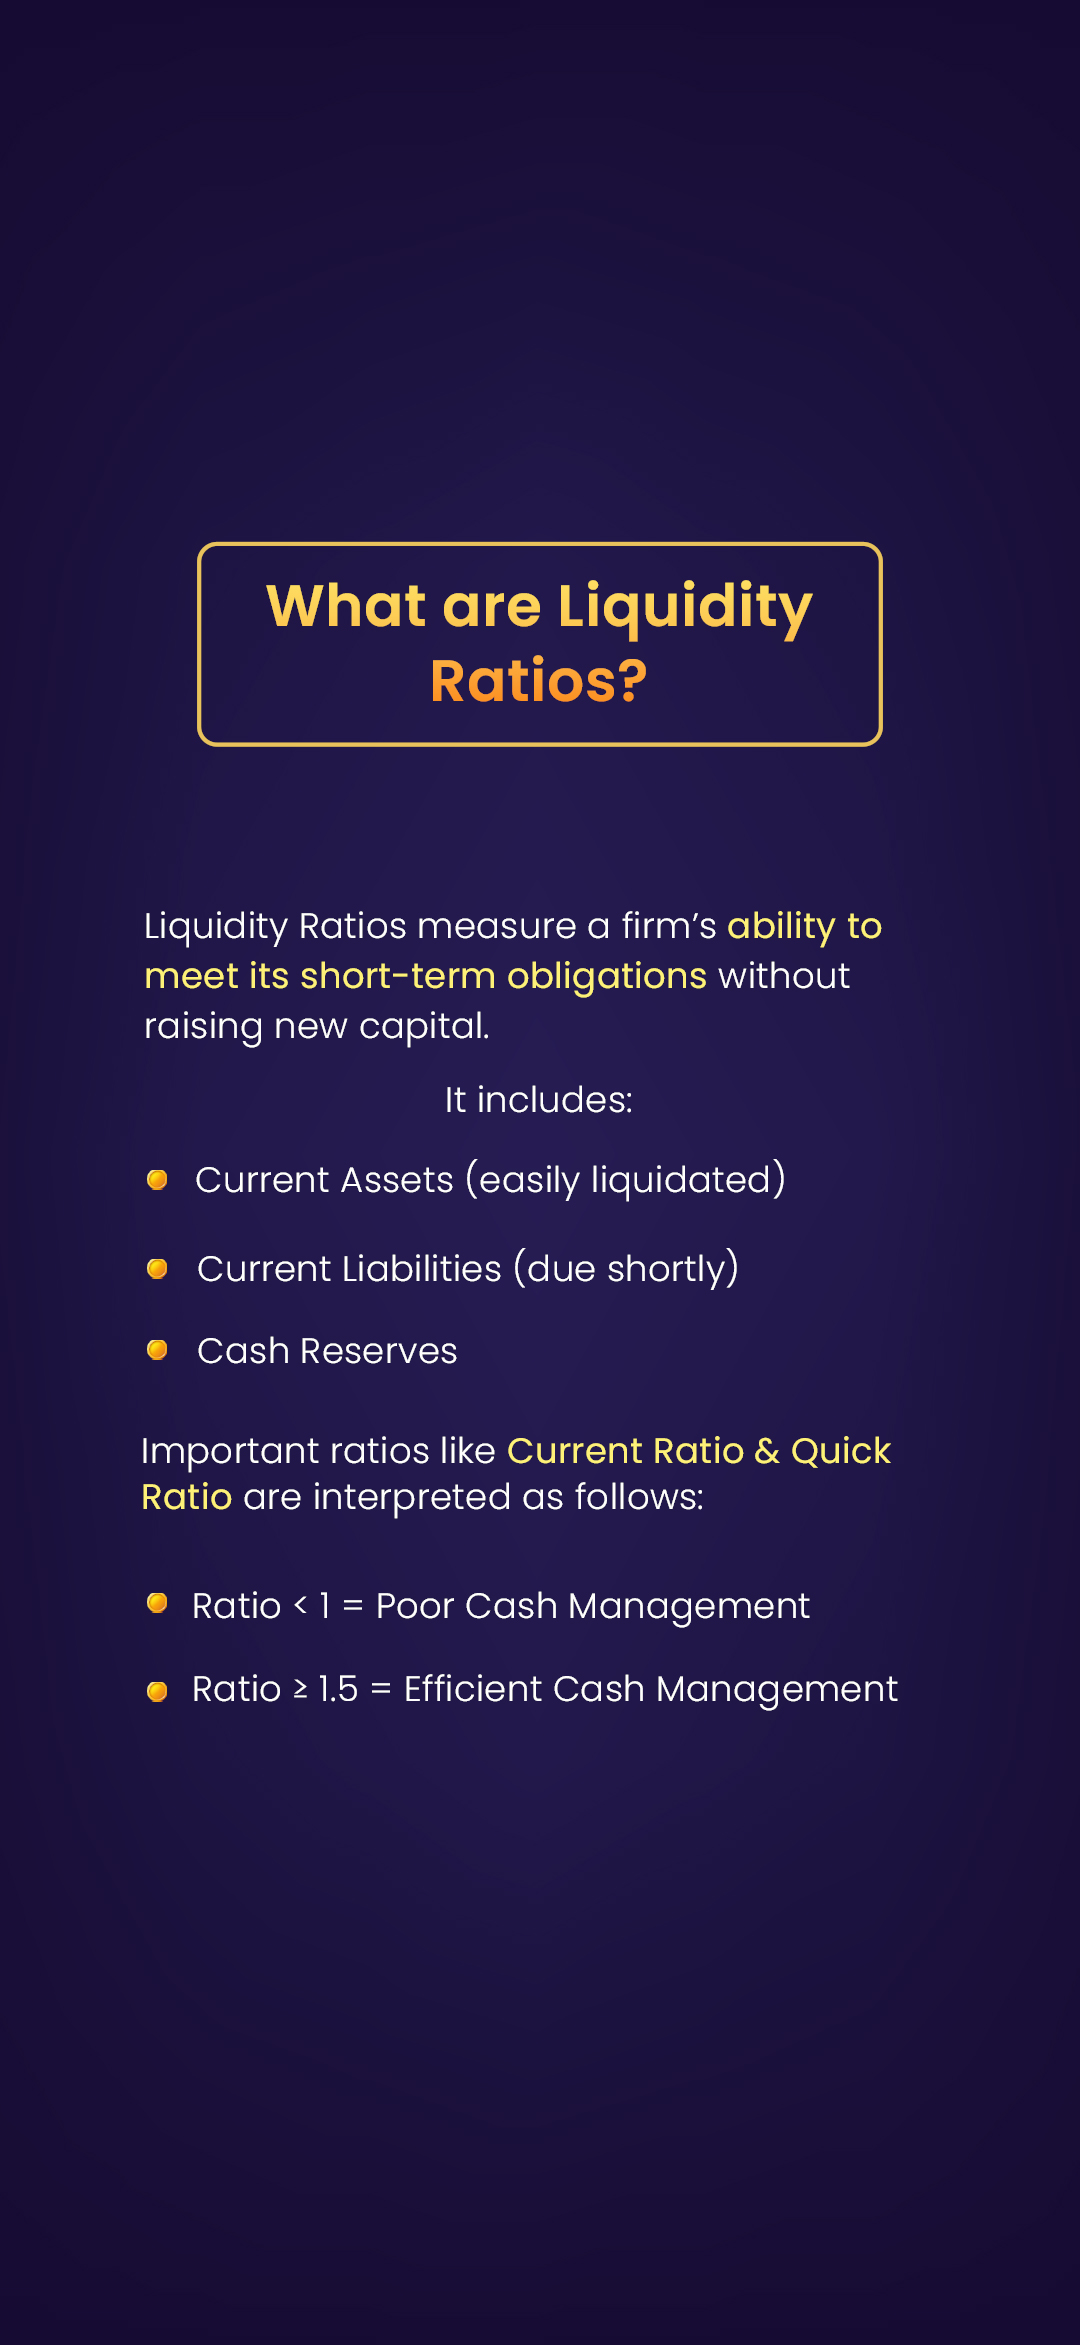 What are Liquidity
Ratios?
Liquidity Ratios measure a firm’s ability to
meet its short-term obligations without
raising new capital.
It includes:
Current Assets (easily liquidated)
Current Liabilities (due shortly)
Cash Reserves
Important ratios like Current Ratio & Quick
Ratio are interpreted as follows:
Ratio < 1 = Poor Cash Management
Ratio ≥ 1.5 = Efficient Cash Management